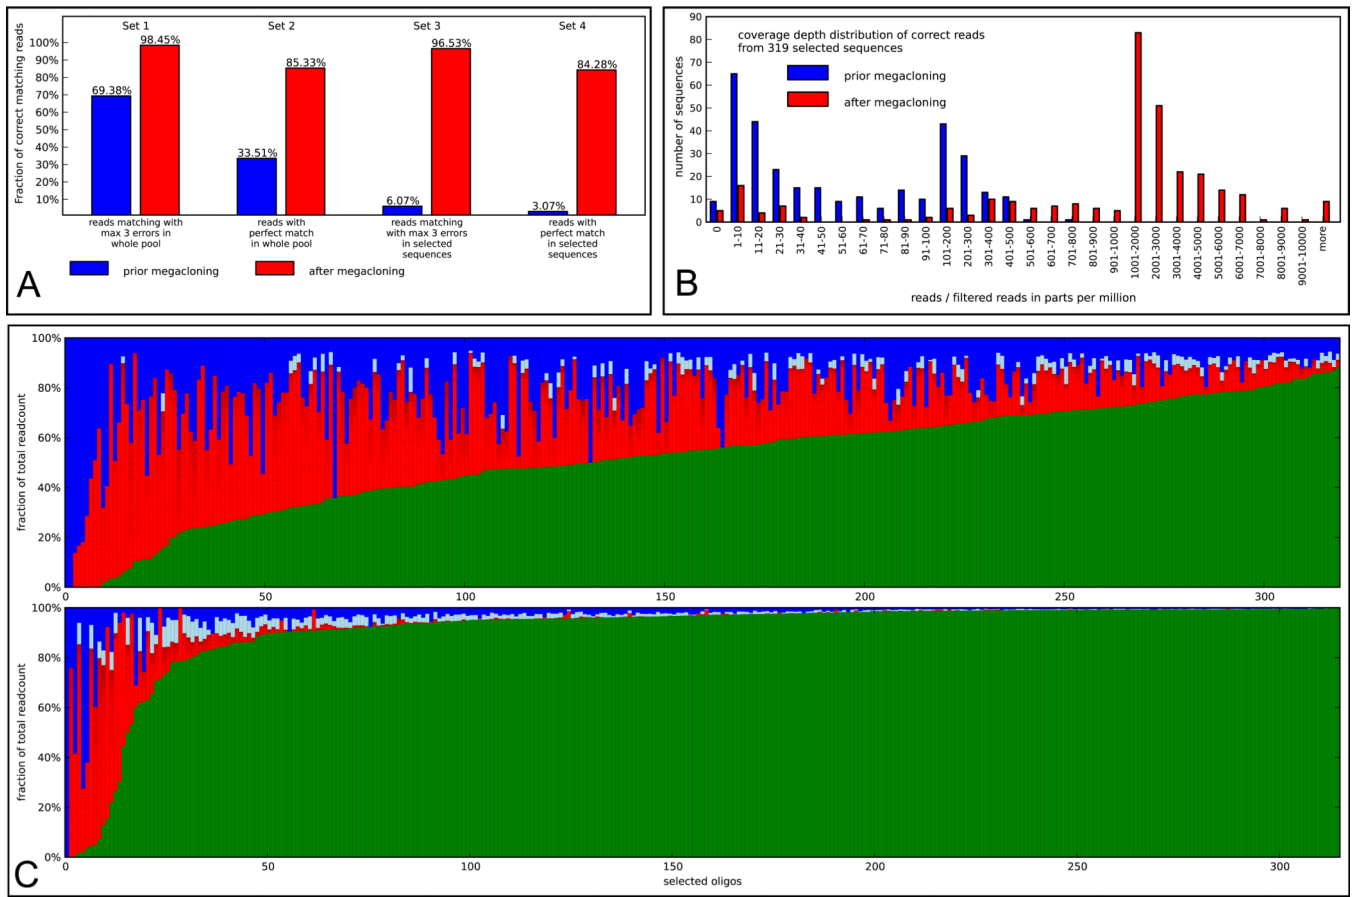 Set 1
Set 2
Set 3
Set 4
Fraction of correct matching reads
100%
90%
80%
70%
60%
50%
40%
30%
20%
10%
69.38%
98.45%
33.51%
85.33%
6.07%
96.53%
3.07%
84.28%
reads matching with
max 3 errors in
whole pool
reads with
perfect match
in whole pool
reads matching
with max 3 errors
in selected
sequences
reads with
perfect match
in selected
sequences
prior megacloning
after megacloning
A
number of sequences
90
80
70
60
50
40
30
20
10
0
coverage depth distribution of correct reads
from 319 selected sequences
prior megacloning
after megacloning
0
1-10
11-20
21-30
31-40
41-50
51-60
61-70
71-80
81-90
91-100
101-200
201-300
301-400
401-500
501-600
601-700
701-800
801-900
901-1000
1001-2000
2001-3000
3001-4000
4001-5000
5001-6000
6001-7000
7001-8000
8001-9000
9001-10000
more
reads / filtered reads in parts per million
B
fraction of total readcount
100%
80%
60%
40%
20%
0%
0
50
100
150
200
250
300
fraction of total readcount
100%
80%
60%
40%
20%
0%
0
50
100
150
200
250
300
selected oligos
C